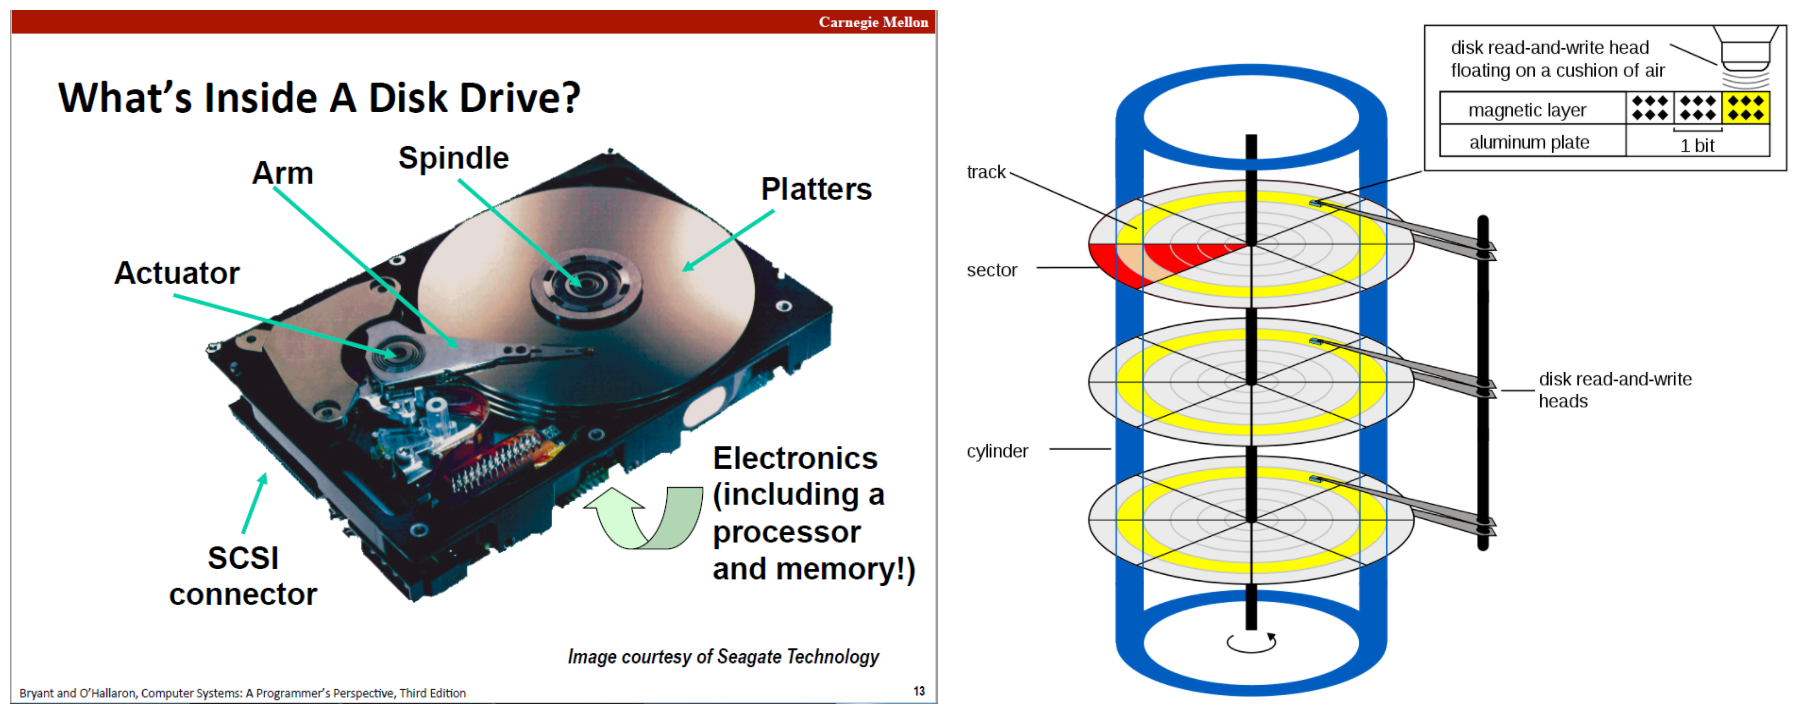 Carnegie Mellon
What's Inside A Disk Drive?
Spindle
Arm
Platters
Actuator
Electronics
(including a
processor
and memory!)
SCSI
connector
Image courtesy of Seagate Technology
Bryant and O'Hallaron, Computer Systems: A Programmer's Perspective, Third Edition
13
disk read-and-write head
floating on a cushion of air
magnetic layer
aluminum plate
1 bit
track
sector
disk read-and-write
heads
cylinder